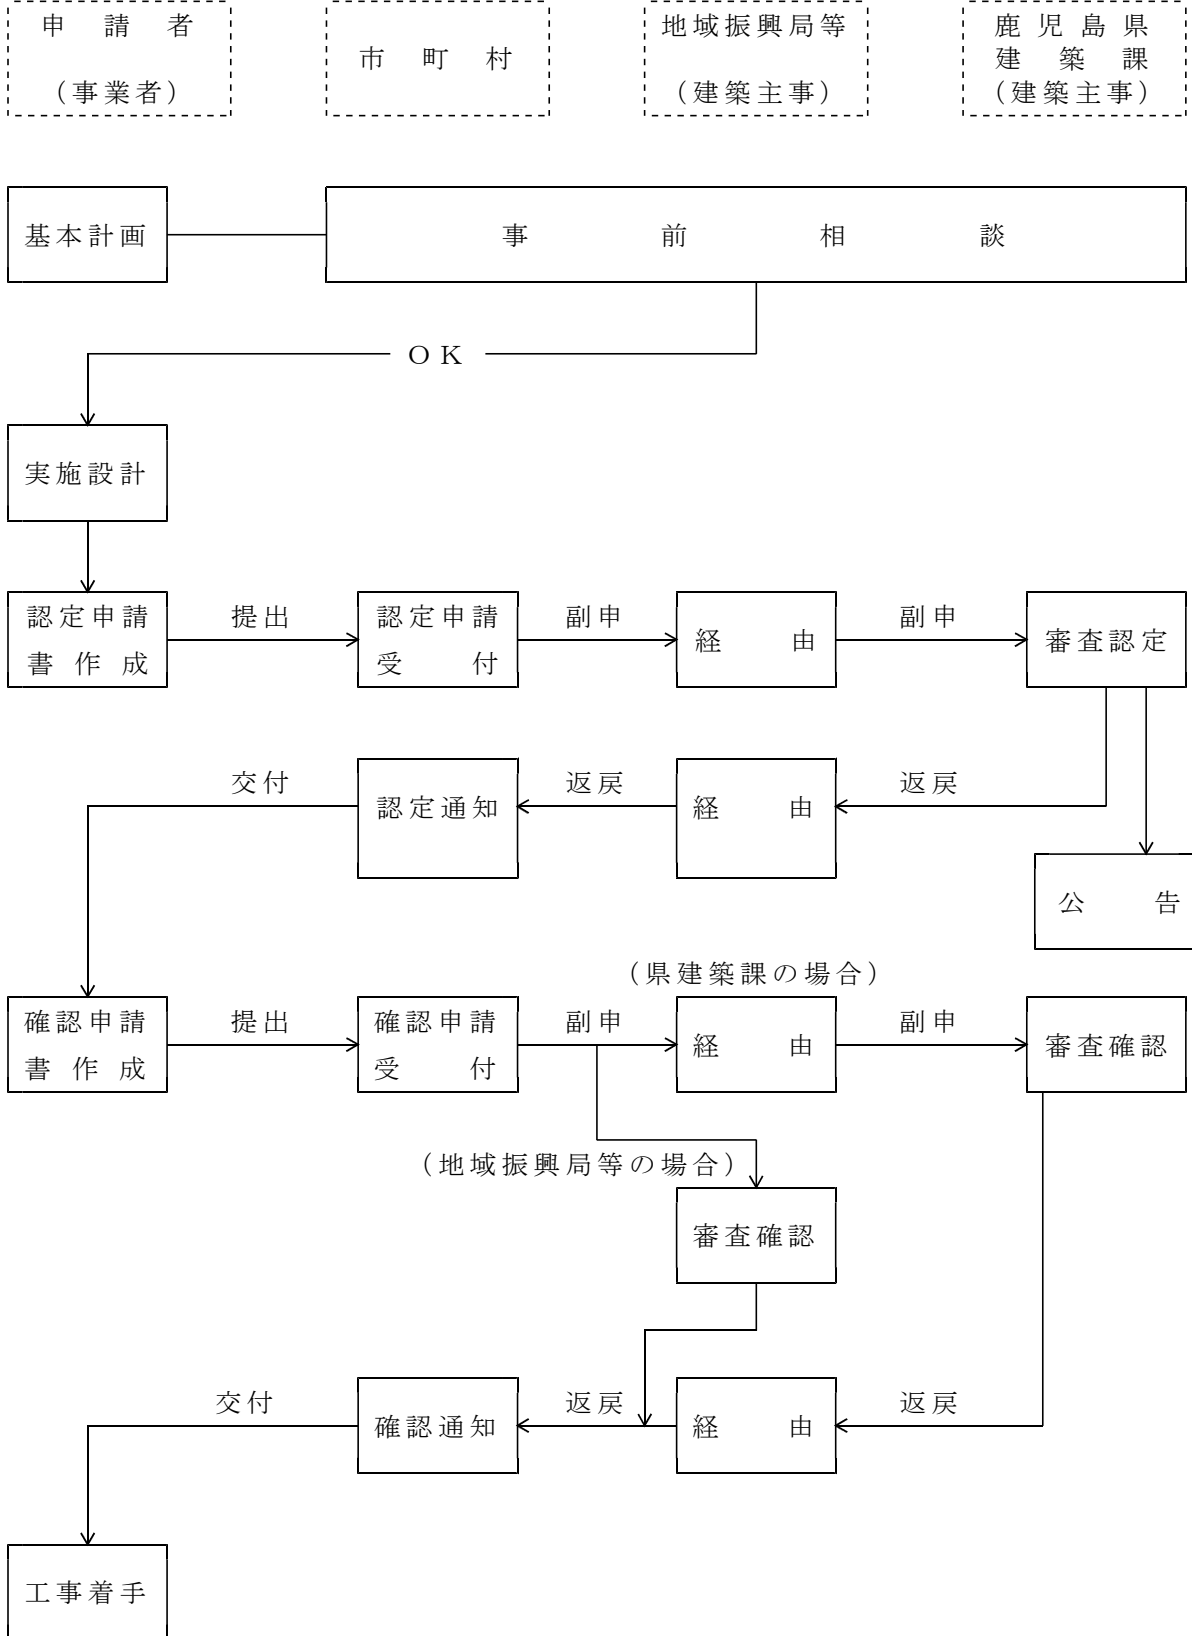 申請者
（事業者）
市町村
地域振興局等
（建築主事）
鹿児島県
建築課
（建築主事）
基本計画
事前相談
ＯＫ
実施設計
認定申請
書作成
提出
認定申請
受付
副申
経由
副申
審査認定
交付
認定通知
返戻
経由
返戻
公告
（県建築課の場合）
確認申請
書作成
提出
確認申請
受付
副申
経由
副申
審査確認
（地域振興局等の場合）
審査確認
交付
確認通知
返戻
経由
返戻
工事着手